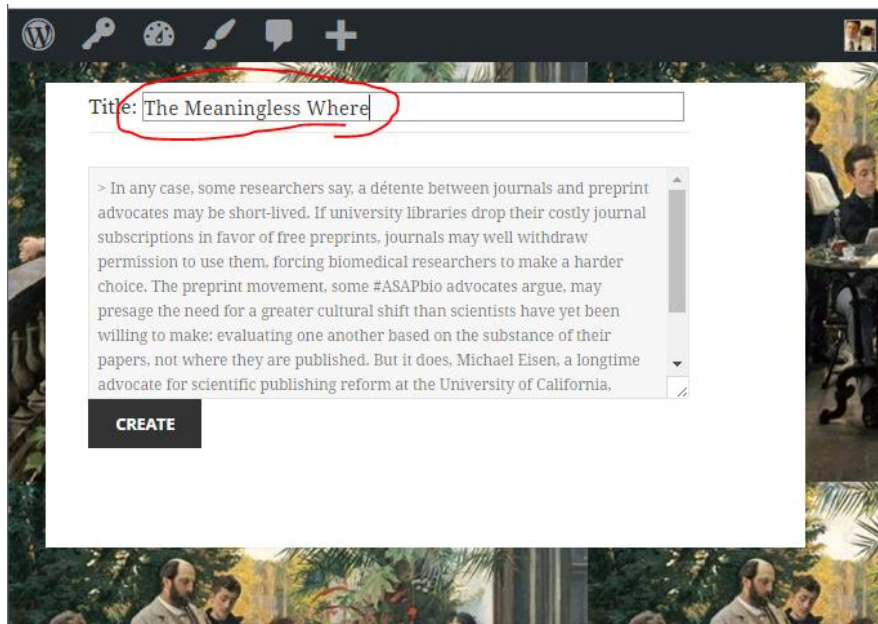 Title: The Meaningless Where
> In any case, some researchers say, a détente between journals and preprint
advocates may be short-lived. If university libraries drop their costly journal
subscriptions in favor of free preprints, journals may well withdraw
permission to use them, forcing biomedical researchers to make a harder
choice. The preprint movement, some #ASAPbio advocates argue, may
presage the need for a greater cultural shift than scientists have yet been
willing to make: evaluating one another based on the substance of their
papers, not where they are published. But it does, Michael Eisen, a longtime
advocate for scientific publishing reform at the University of California,
CREATE